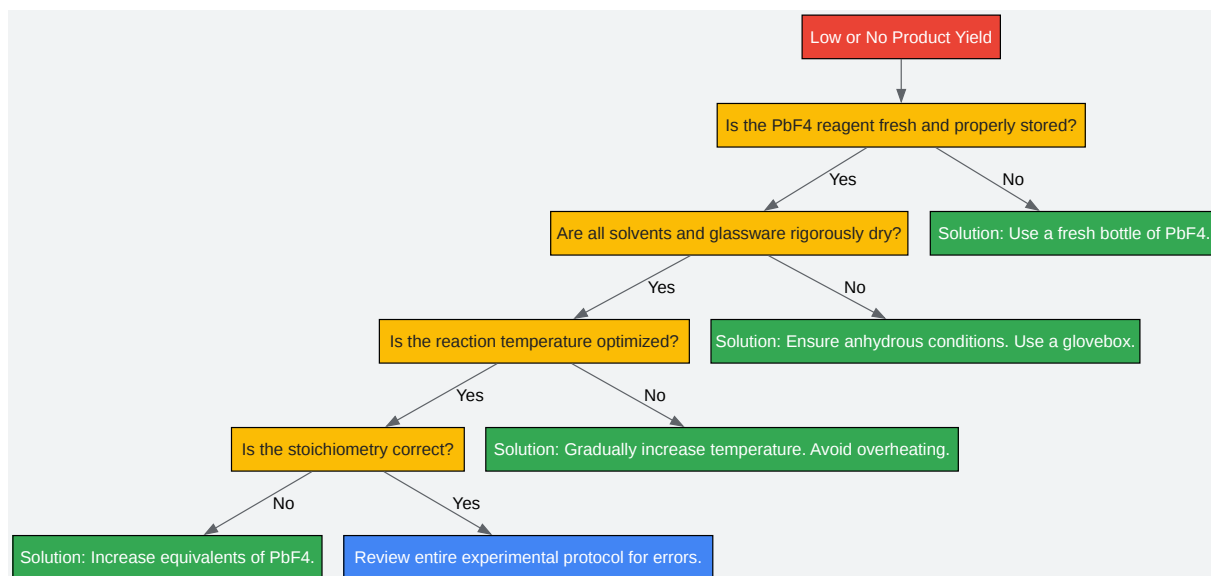 Low or No Product Yield
Is the PbF4 reagent fresh and properly stored?
Yes
No
Are all solvents and glassware rigorously dry?
Solution: Use a fresh bottle of PbF4.
Yes
No
Is the reaction temperature optimized?
Solution: Ensure anhydrous conditions. Use a glovebox.
Yes
No
Is the stoichiometry correct?
Solution: Gradually increase temperature. Avoid overheating.
No
Yes
Solution: Increase equivalents of PbF4.
Review entire experimental protocol for errors.